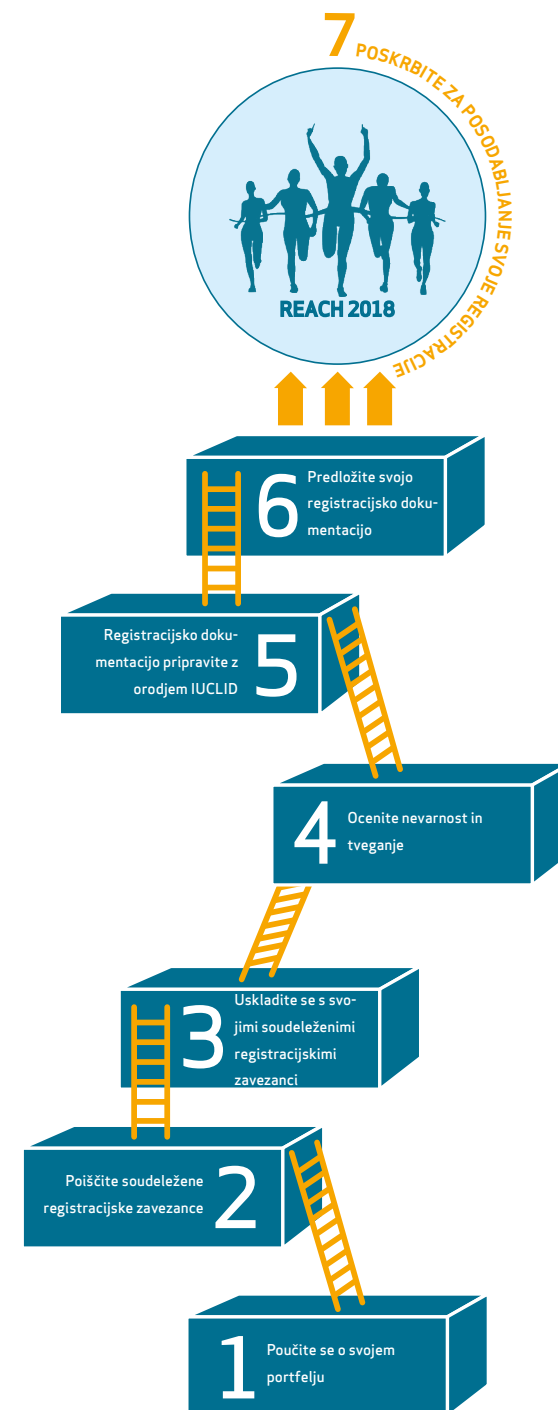 7 POSKRBITE ZA POSODABLJANJE SVOJE REGISTRACIJE
REACH 2018
6
Predložite svojo
registracijsko doku-
mentacijo
Registracijsko doku-
mentacijo pripravite z
orodjem IUCLID
5
4
Ocenite nevarnost in
tveganje
3
Uskladite se s svo-
jimi soudeleženimi
registracijskimi
zavezanci
Poiščite soudeležene
registracijske zavezance
2
1
Poučite se o svojem
portfelju